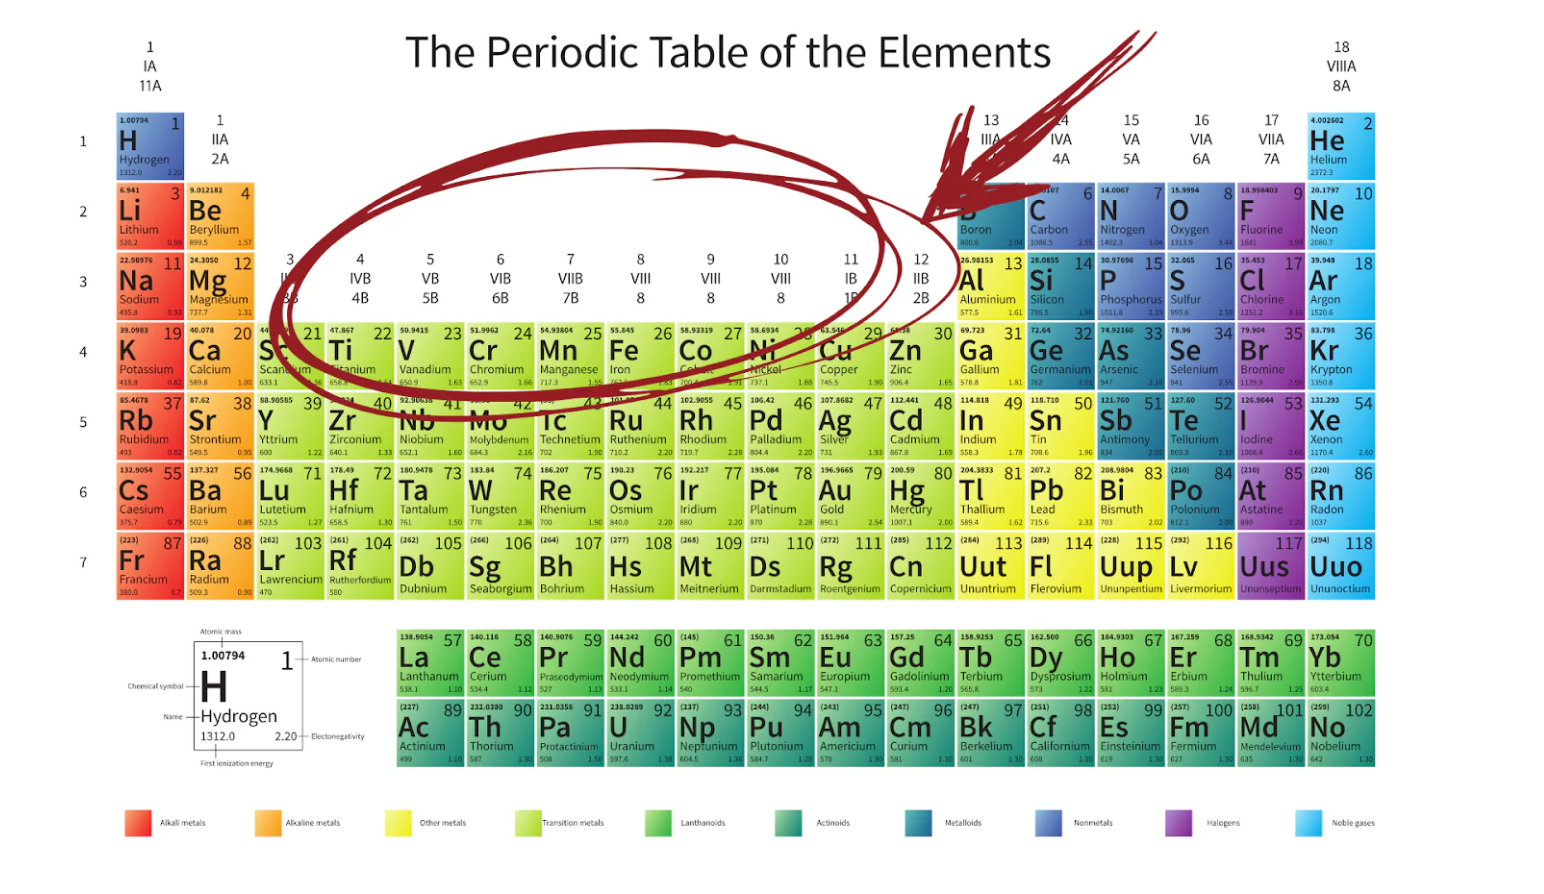 The Periodic Table of the Elements
1
IA
11A
18
VIIIA
8A
1
IIA
2A
13
IIIA
IVA
4A
15
VA
5A
16
VIA
6A
17
VIIA
7A
3
4
IVB
4B
5
VB
5B
6
VIB
6B
7
VIIB
7B
8
VIII
8
9
VIII
8
10
VIII
8
11
IB
12
IIB
2B
1
1.00794 1
H
Hydrogen
1312.0 2.20
4.002602 2
He
Helium
2372.3
2
6.941 3
Li
Lithium
520.2 0.98
9.012182 4
Be
Beryllium
899.5 1.57
B
Boron
800.6 2.04
6
C
Carbon
1086.5 2.55
14.0067 7
N
Nitrogen
1402.3 3.04
15.9994 8
O
Oxygen
1313.9 3.44
18.998403 9
F
Fluorine
1681 3.98
20.1797 10
Ne
Neon
2080.7
3
22.98976 11
Na
Sodium
495.8 0.93
24.3050 12
Mg
Magnesium
737.7 1.31
26.98153 13
Al
Aluminium
577.5 1.61
28.0855 14
Si
Silicon
786.5 1.90
30.97696 15
P
Phosphorus
1011.8 2.19
32.065 16
S
Sulfur
999.6 2.58
35.453 17
Cl
Chlorine
1251.2 3.16
39.948 18
Ar
Argon
1520.6
4
39.0983 19
K
Potassium
418.8 0.82
40.078 20
Ca
Calcium
589.8 1.00
21
Sc
Scandium
633.1
47.867 22
Ti
Titanium
50.9415 23
V
Vanadium
650.9 1.63
51.9962 24
Cr
Chromium
652.9 1.66
54.93804 25
Mn
Manganese
717.3
55.845 26
Fe
Iron
58.93319 27
Co
Cobalt
58.6934 28
Ni
Nickel
737.1 1.88
63.546 29
Cu
Copper
745.5 1.90
30
Zn
Zinc
906.4 1.65
69.723 31
Ga
Gallium
578.8 1.81
72.64 32
Ge
Germanium
762 2.01
74.92160 33
As
Arsenic
947 2.18
78.96 34
Se
Selenium
941 2.55
79.904 35
Br
Bromine
1139.9 2.96
83.798 36
Kr
Krypton
1350.8
5
85.4678 37
Rb
Rubidium
403 0.82
87.62 38
Sr
Strontium
549.5 0.95
88.90585 39
Y
Yttrium
600 1.22
40
Zr
Zirconium
640.1 1.33
92.90638 41
Nb
Niobium
652.1 1.60
42
Mo
Molybdenum
684.3 2.16
43
Tc
Technetium
702 1.90
44
Ru
Ruthenium
710.2 2.20
102.9055 45
Rh
Rhodium
719.7 2.28
106.42 46
Pd
Palladium
804.4 2.20
107.8682 47
Ag
Silver
731 1.93
112.441 48
Cd
Cadmium
867.8 1.69
114.818 49
In
Indium
558.3 1.78
118.710 50
Sn
Tin
708.6 1.96
121.760 51
Sb
Antimony
834 2.05
127.60 52
Te
Tellurium
869.3 2.10
126.9044 53
I
Iodine
1008.4 2.66
131.293 54
Xe
Xenon
1170.4 2.60
6
132.9054 55
Cs
Caesium
375.7 0.79
137.327 56
Ba
Barium
502.9 0.89
174.9668 71
Lu
Lutetium
523.5 1.27
178.49 72
Hf
Hafnium
658.5 1.30
180.9478 73
Ta
Tantalum
761 1.50
183.84 74
W
Tungsten
770 2.36
186.207 75
Re
Rhenium
700 1.90
190.23 76
Os
Osmium
840.0 2.20
192.217 77
Ir
Iridium
880 2.20
195.084 78
Pt
Platinum
870 2.28
196.9665 79
Au
Gold
890.1 2.54
200.59 80
Hg
Mercury
1007.1 2.00
204.3833 81
Tl
Thallium
589.4 1.62
207.2 82
Pb
Lead
715.6 2.33
208.9804 83
Bi
Bismuth
703 2.02
(210) 84
Po
Polonium
812.1 2.00
(210) 85
At
Astatine
890 2.20
(220) 86
Rn
Radon
1037
7
(223) 87
Fr
Francium
380.0 0.7
(226) 88
Ra
Radium
509.3 0.90
(262) 103
Lr
Lawrencium
470
(261) 104
Rf
Rutherfordium
580
(262) 105
Db
Dubnium
(266) 106
Sg
Seaborgium
(264) 107
Bh
Bohrium
(277) 108
Hs
Hassium
(268) 109
Mt
Meitnerium
(271) 110
Ds
Darmstadium
(272) 111
Rg
Roentgenium
(285) 112
Cn
Copernicium
(284) 113
Uut
Ununtrium
(289) 114
Fl
Flerovium
(228) 115
Uup
Ununpentium
(292) 116
Lv
Livermorium
117
Uus
Ununseptium
(294) 118
Uuo
Ununoctium
138.9054 57
La
Lanthanum
538.1 1.10
140.116 58
Ce
Cerium
534.4 1.12
140.9076 59
Pr
Praseodymium
527 1.13
144.242 60
Nd
Neodymium
533.1 1.14
(145) 61
Pm
Promethium
540
150.36 62
Sm
Samarium
544.5 1.17
151.964 63
Eu
Europium
547.1
157.25 64
Gd
Gadolinium
593.4 1.20
158.9253 65
Tb
Terbium
565.8
162.500 66
Dy
Dysprosium
573 1.22
164.9303 67
Ho
Holmium
581 1.23
167.259 68
Er
Erbium
589.3 1.24
168.9342 69
Tm
Thulium
596.7 1.25
173.054 70
Yb
Ytterbium
603.4
(227) 89
Ac
Actinium
499 1.10
232.0380 90
Th
Thorium
587 1.30
231.0358 91
Pa
Protactinium
568 1.50
238.0289 92
U
Uranium
597.6 1.38
(237) 93
Np
Neptunium
604.5 1.36
(244) 94
Pu
Plutonium
584.7 1.28
(243) 95
Am
Americium
578 1.30
(247) 96
Cm
Curium
581 1.30
(247) 97
Bk
Berkelium
601 1.30
(251) 98
Cf
Californium
608 1.30
(252) 99
Es
Einsteinium
619 1.30
(257) 100
Fm
Fermium
627 1.30
(258) 101
Md
Mendelevium
635 1.30
(259) 102
No
Nobelium
642 1.30
Atomic mass
1.00794 1 Atomic number
Chemical symbol H
Name Hydrogen
1312.0 2.20 Electonegativity
First ionization energy
Alkali metals
Alkaline metals
Other metals
Transition metals
Lanthanoids
Actinoids
Metalloids
Nonmetals
Halogens
Noble gases